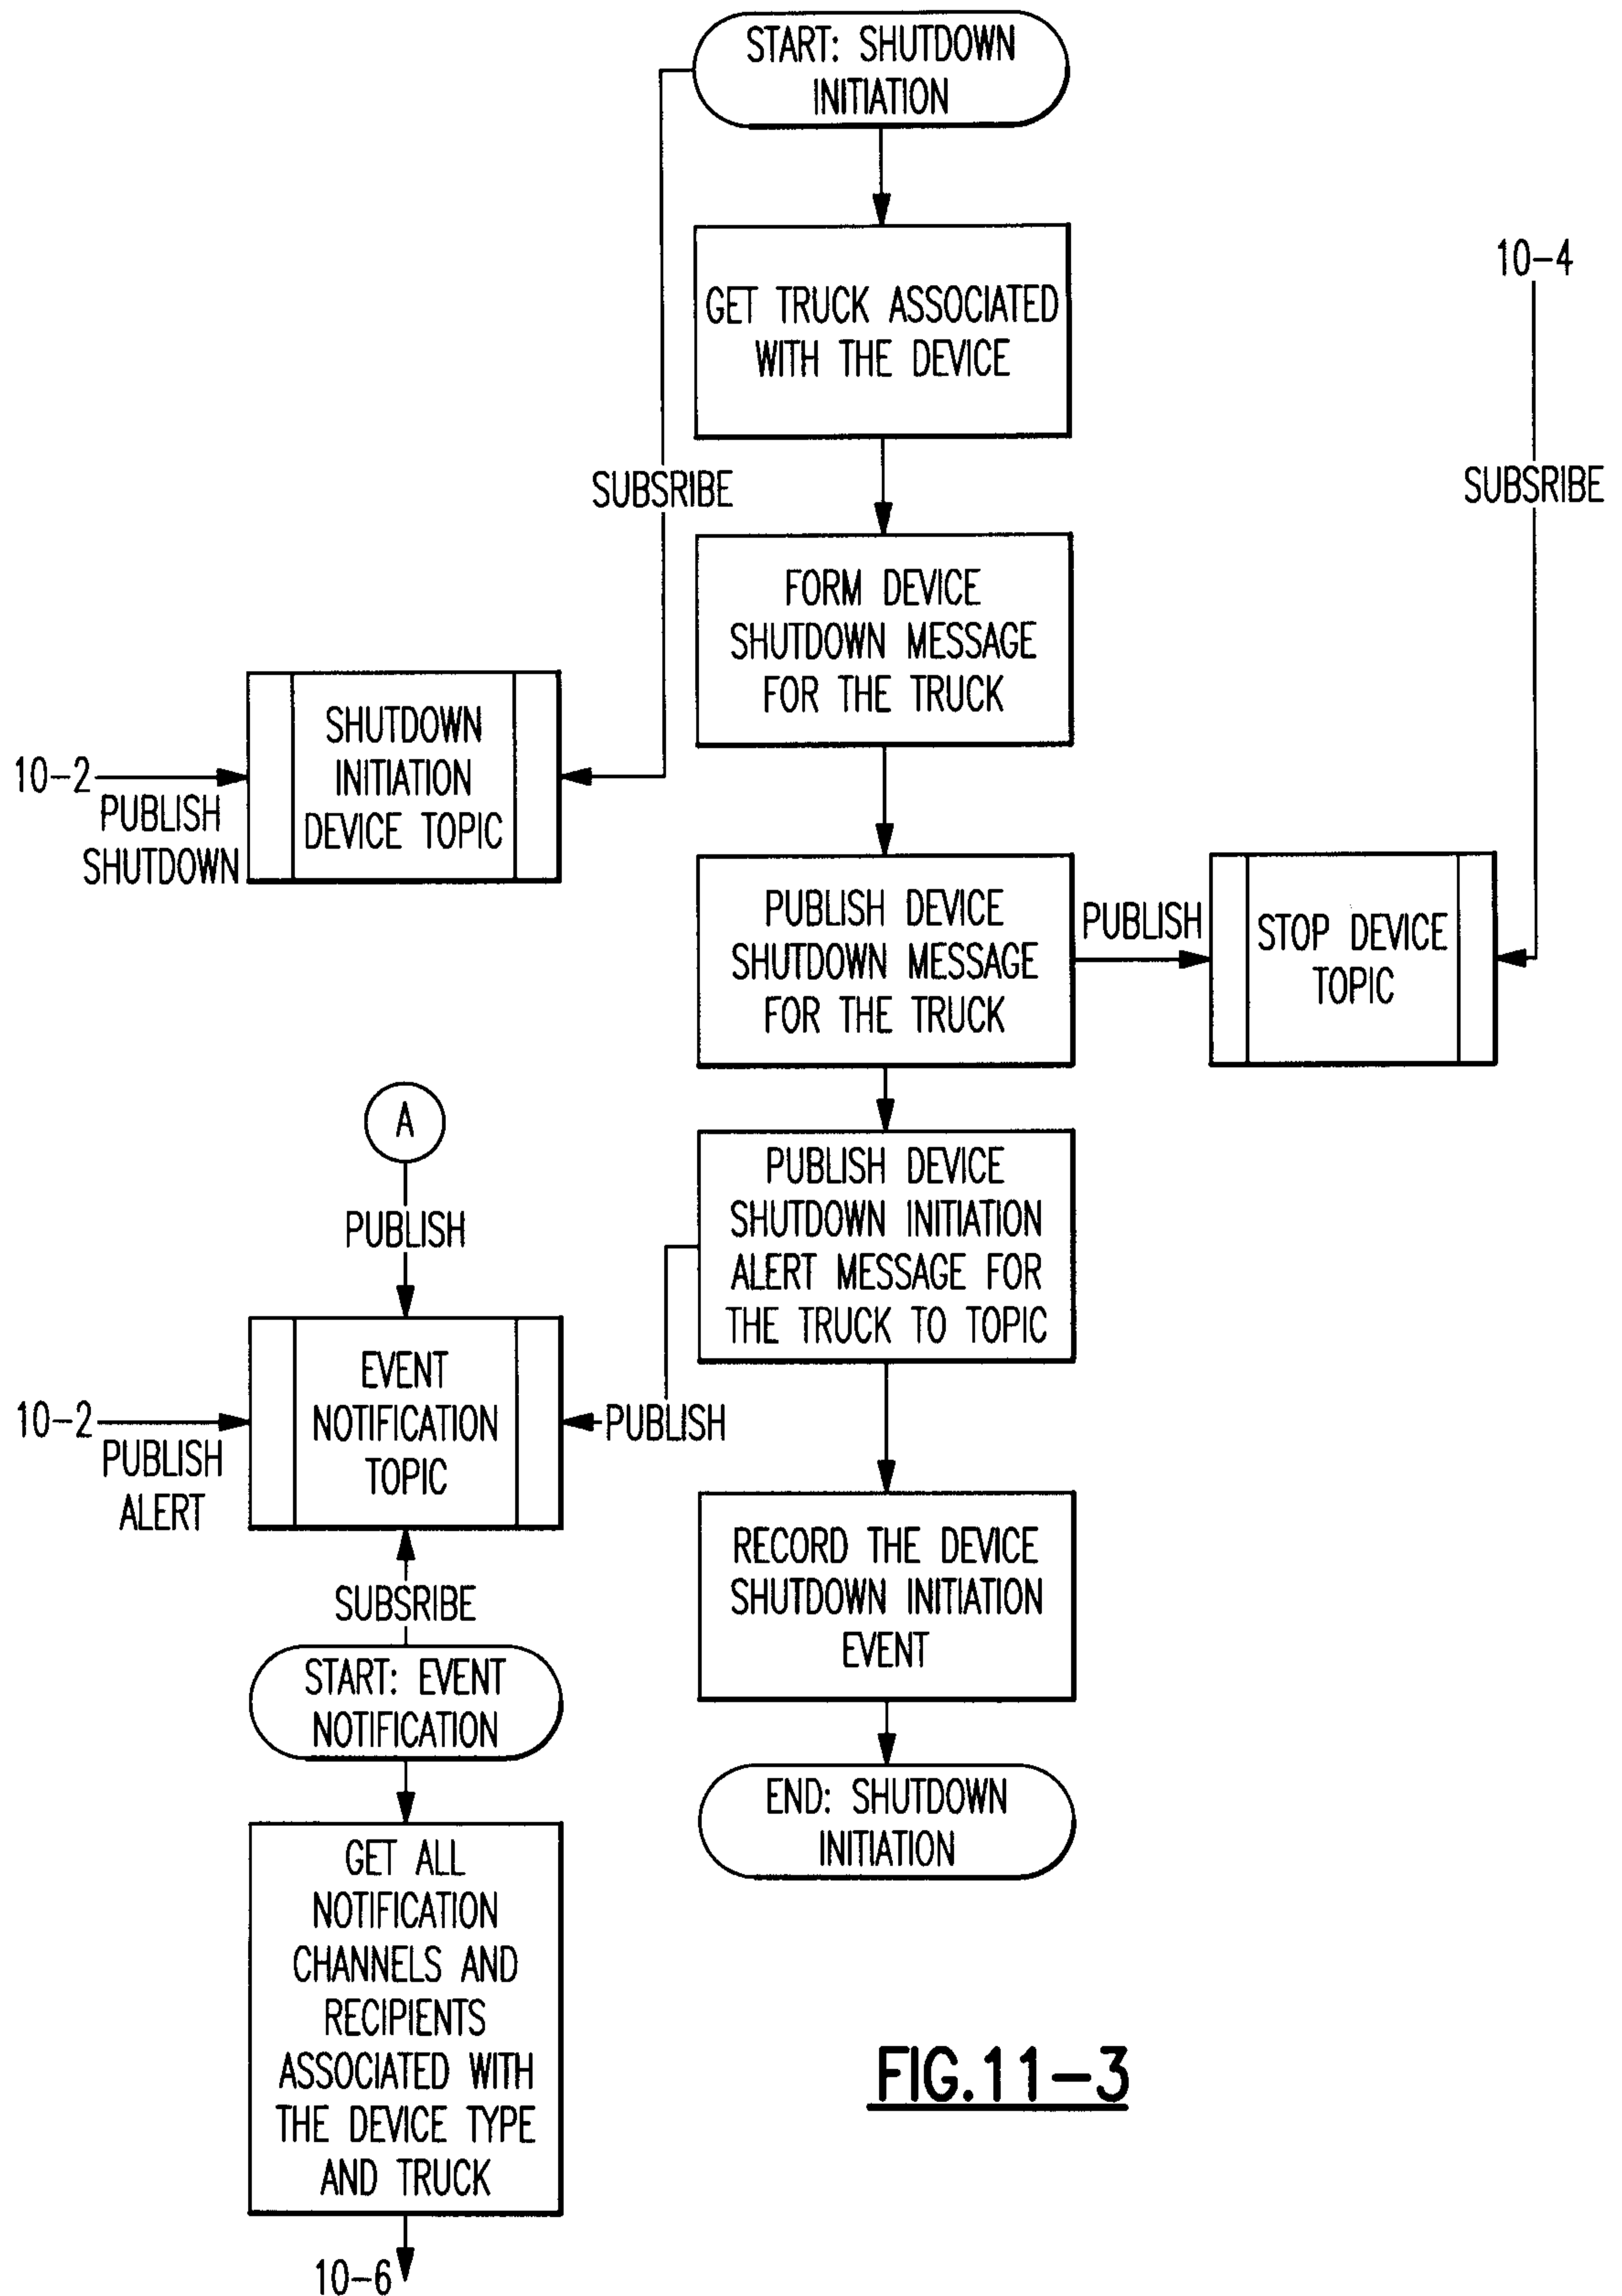 START: SHUTDOWN
INITIATION
GET TRUCK ASSOCIATED
WITH THE DEVICE
10-4
SUBSRIBE
SUBSRIBE
FORM DEVICE
SHUTDOWN MESSAGE
FOR THE TRUCK
SHUTDOWN
INITIATION
DEVICE TOPIC
10-2
PUBLISH
SHUTDOWN
PUBLISH DEVICE
SHUTDOWN MESSAGE
FOR THE TRUCK
PUBLISH
STOP DEVICE
TOPIC
A
PUBLISH
PUBLISH DEVICE
SHUTDOWN INITIATION
ALERT MESSAGE FOR
THE TRUCK TO TOPIC
EVENT
NOTIFICATION
TOPIC
10-2
PUBLISH
ALERT
PUBLISH
SUBSRIBE
RECORD THE DEVICE
SHUTDOWN INITIATION
EVENT
START: EVENT
NOTIFICATION
END: SHUTDOWN
INITIATION
GET ALL
NOTIFICATION
CHANNELS AND
RECIPIENTS
ASSOCIATED WITH
THE DEVICE TYPE
AND TRUCK
10-6
FIG.11-3